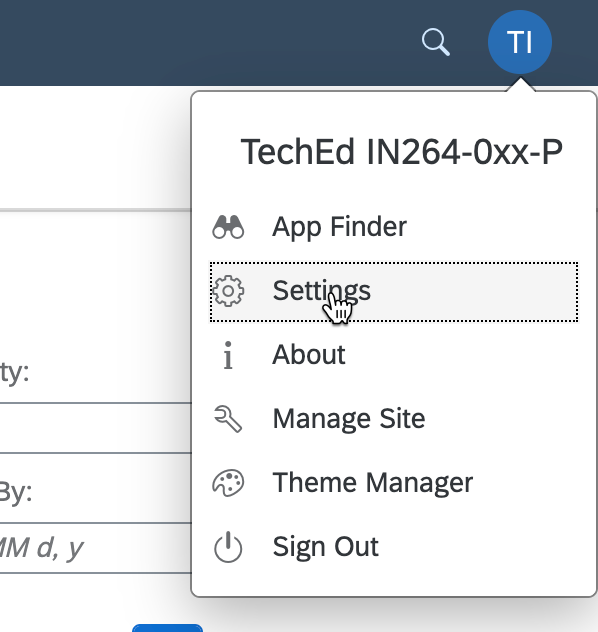 TI
TechEd IN264-0xx-P
App Finder
Settings
About
ty:
Manage Site
Theme Manager
By:
MM d, y
Sign Out